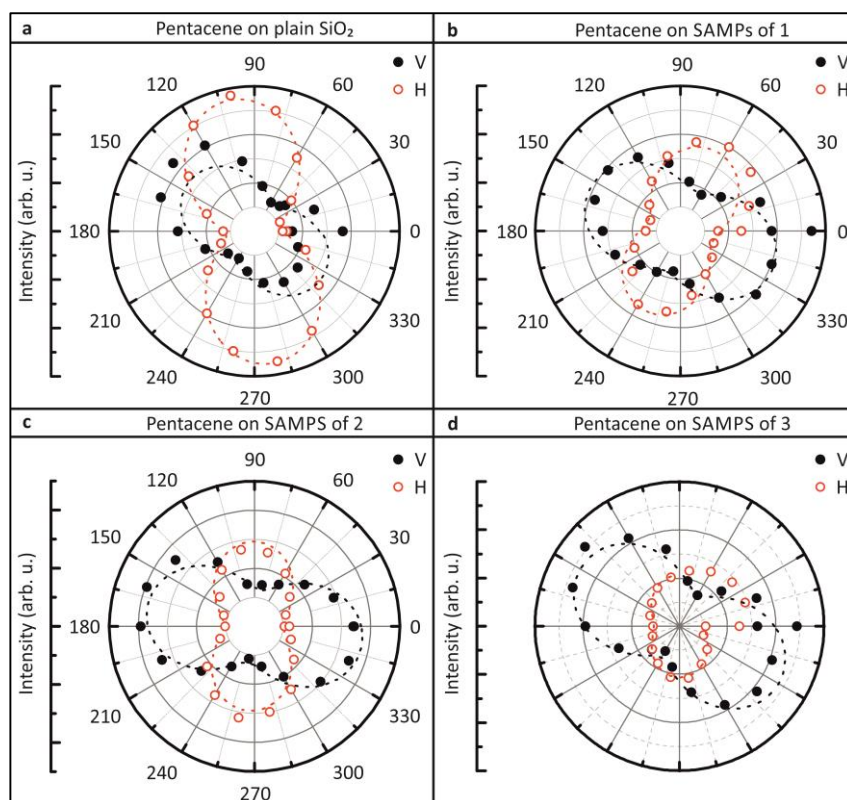 a Pentacene on plain SiO₂
b Pentacene on SAMPs of 1
V
H
90
120
60
150
30
180
0
210
330
240
300
270
Intensity (arb. u.)
V
H
90
120
60
150
30
180
0
210
330
240
300
270
Intensity (arb. u.)
c Pentacene on SAMPS of 2
d Pentacene on SAMPS of 3
V
H
90
120
60
150
30
180
0
210
330
240
300
270
Intensity (arb. u.)
V
H
Intensity (arb. u.)